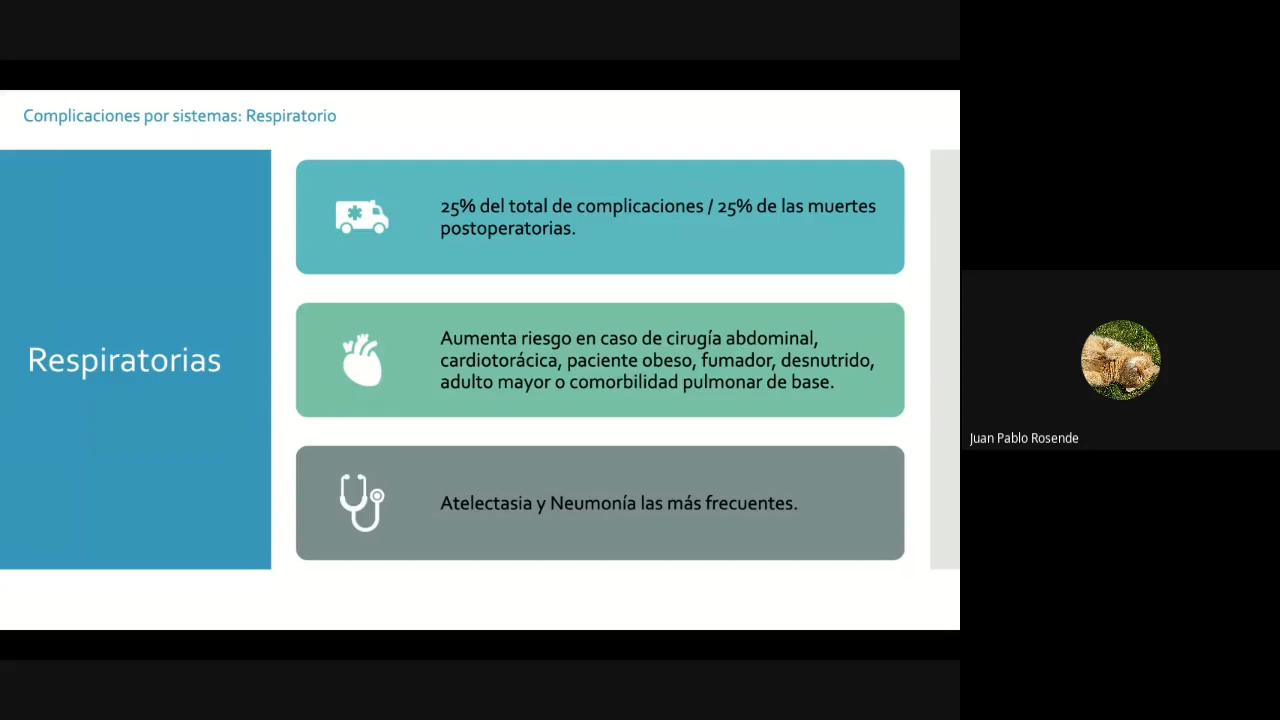 Complicaciones por sistemas: Respiratorio
Respiratorias
25% del total de complicaciones / 25% de las muertes
postoperatorias.
Aumenta riesgo en caso de cirugía abdominal,
cardiotorácica, paciente obeso, fumador, desnutrido,
adulto mayor o comorbilidad pulmonar de base.
Atelectasia y Neumonía las más frecuentes.
Juan Pablo Rosende